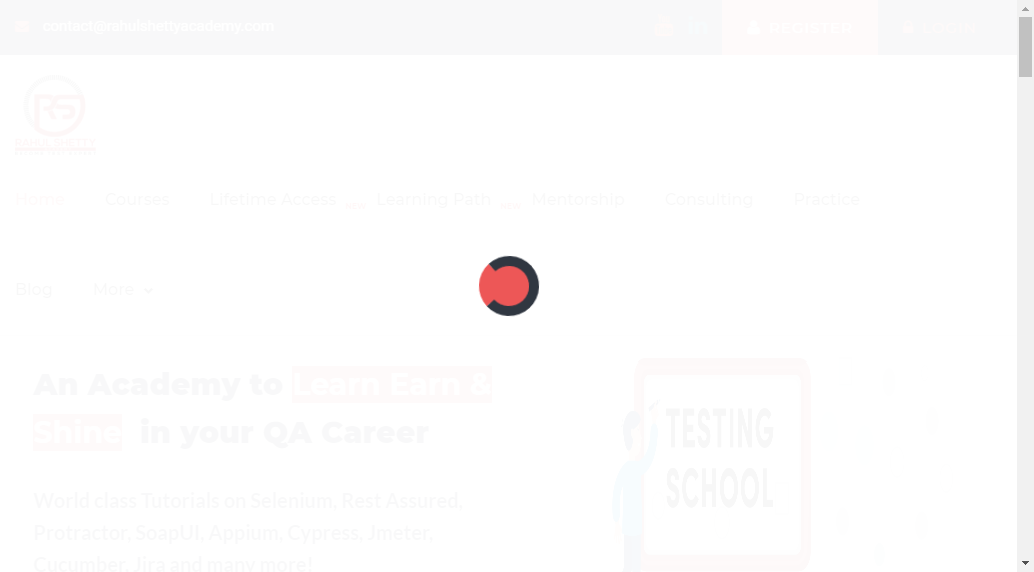 contact@rahulshettyacademy.com
REGISTER
LOGIN
RS
Home Courses Lifetime Access Learning Path Mentorship Consulting Practice
Blog More
An Academy to Learn Earn &
Shine in your QA Career
World class Tutorials on Selenium, Rest Assured,
Protractor, SoapUI, Appium, Cypress, Jmeter,
Cucumber, Jira and many more!
TESTING
SCHOOL